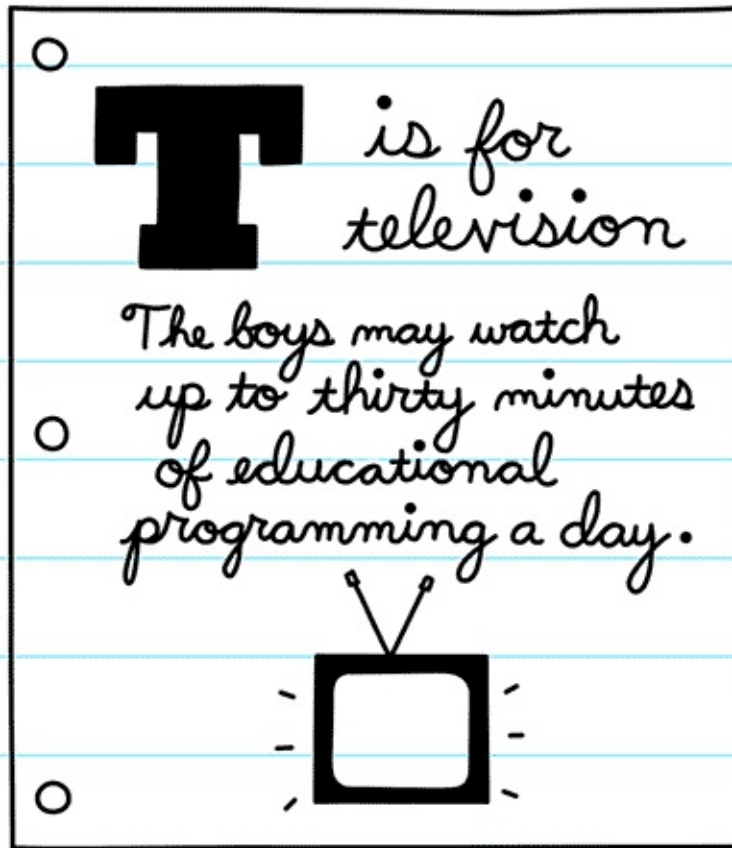 T is for
television
The boys may watch
up to thirty minutes
of educational
programming a day.